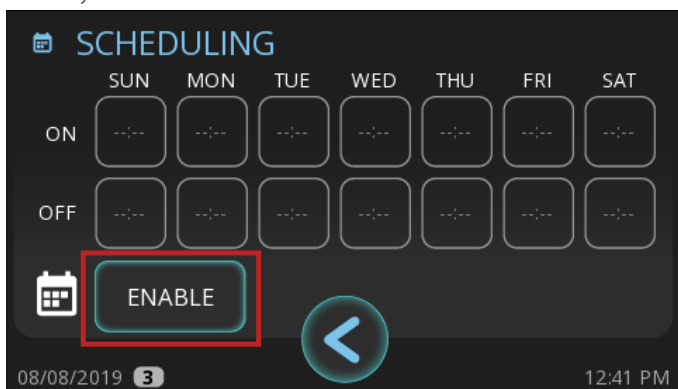 SCHEDULING
SUN MON TUE WED THU FRI SAT
ON --:-- --:-- --:-- --:-- --:-- --:-- --:--
OFF --:-- --:-- --:-- --:-- --:-- --:-- --:--
ENABLE
08/08/2019 3 12:41 PM